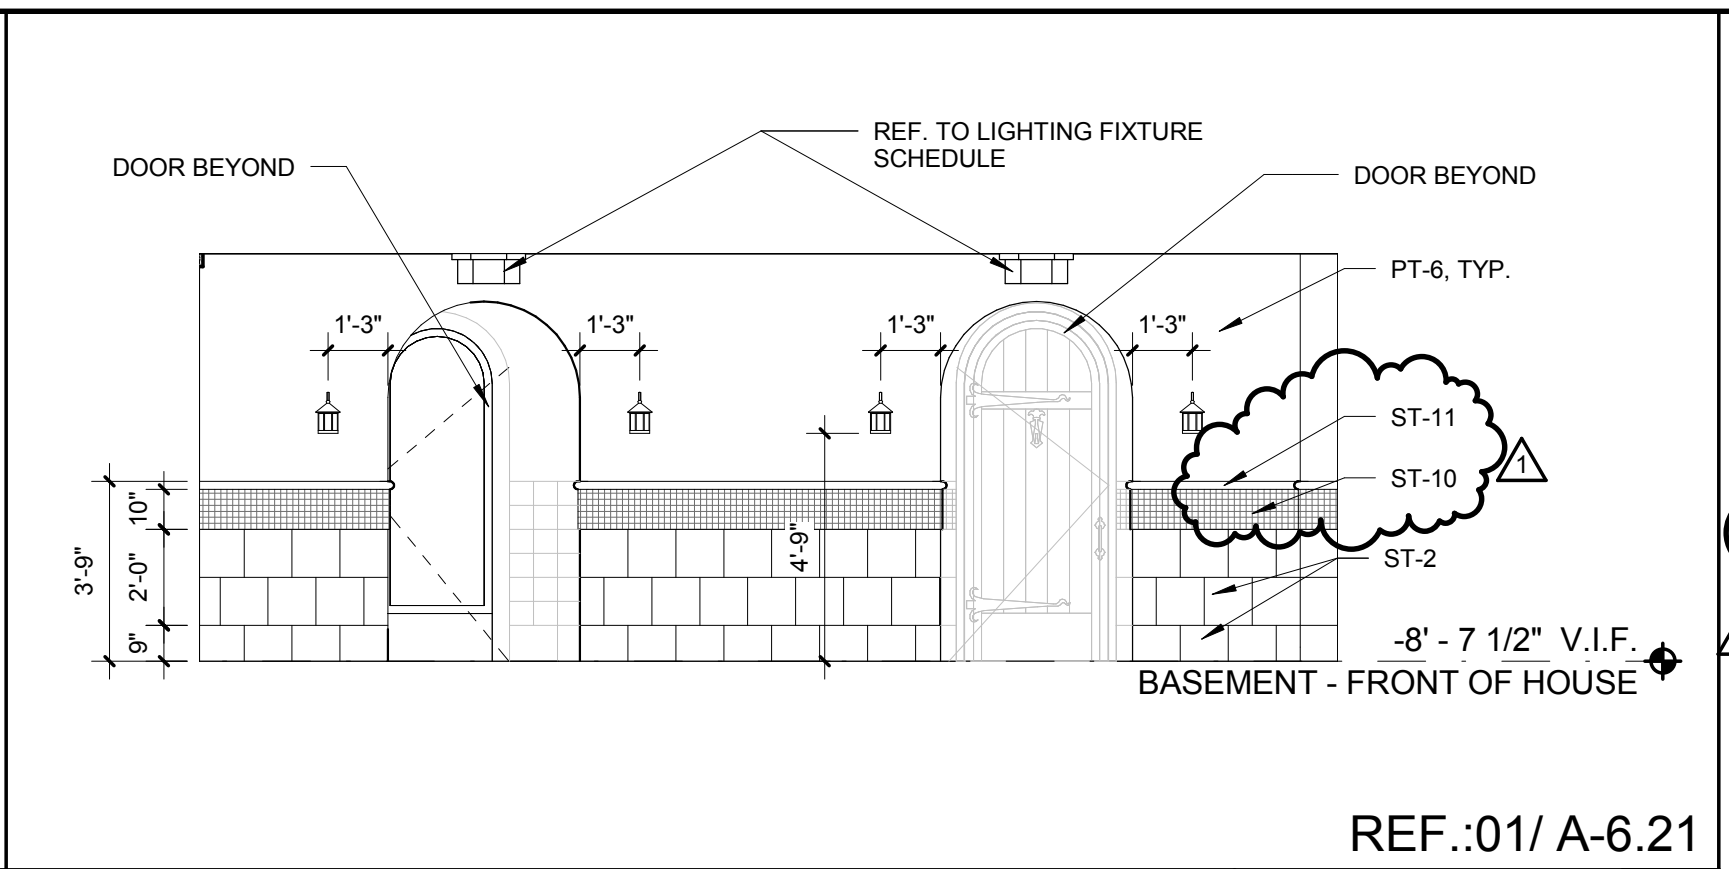 REF. TO LIGHTING FIXTURE
SCHEDULE
DOOR BEYOND
DOOR BEYOND
PT-6, TYP.
1'-3"
1'-3"
1'-3"
1'-3"
ST-11
1
ST-10
10"
3'-9"
2'-0"
4'-9"
ST-2
9"
-8' - 7 1/2" V.I.F.
BASEMENT - FRONT OF HOUSE
REF.:01/ A-6.21